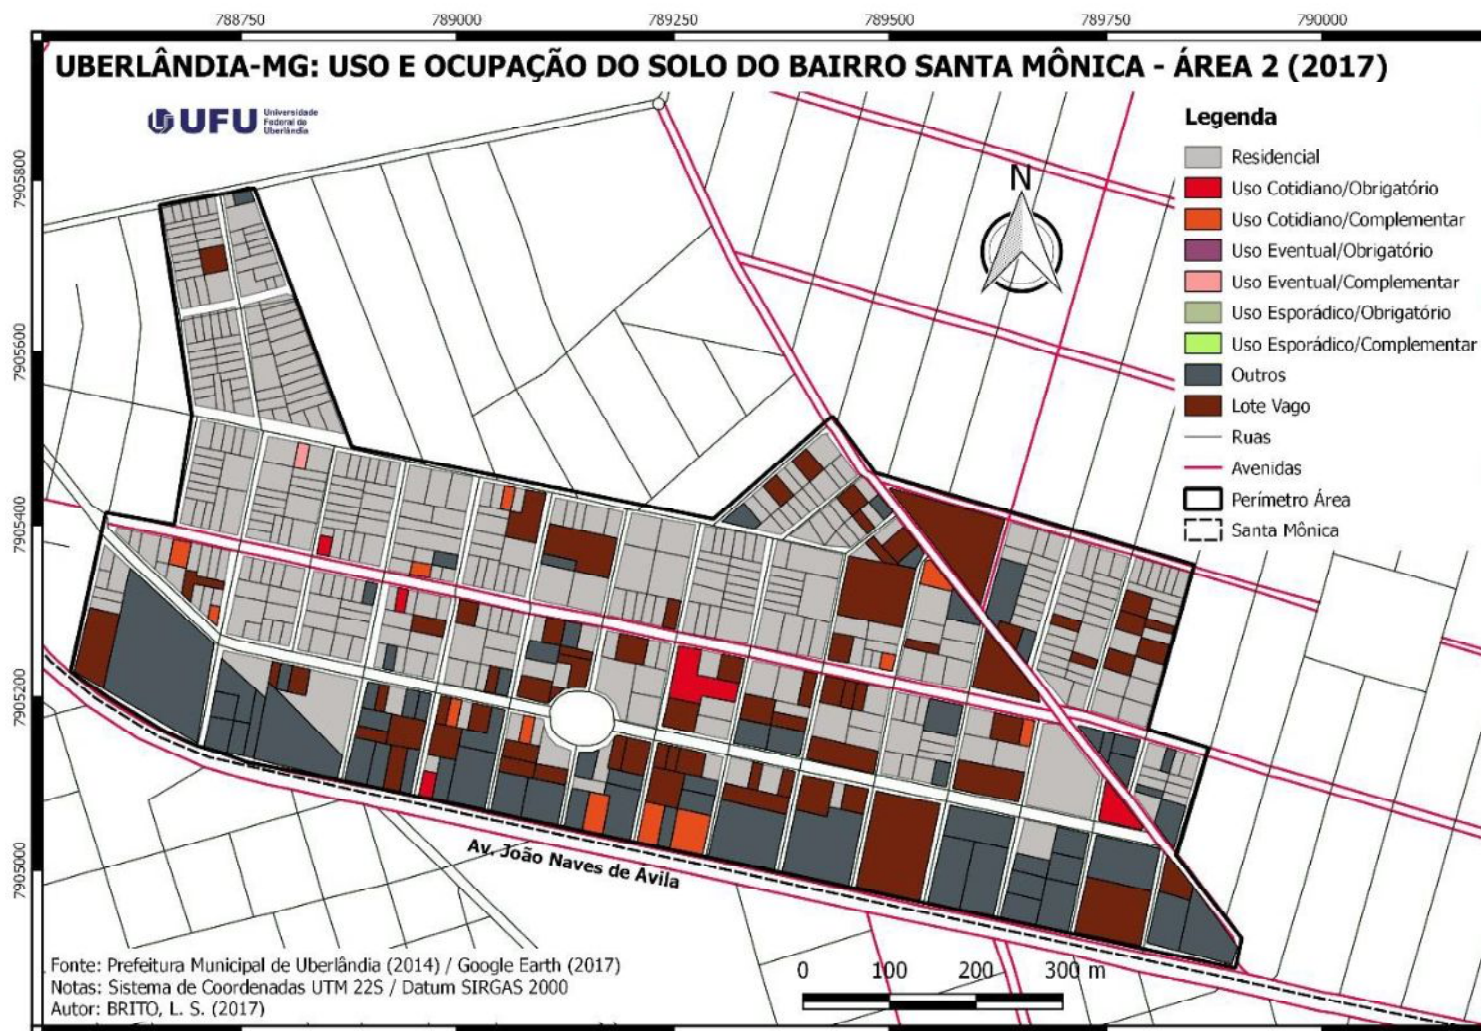 788750 789000 789250 789500 789750 790000
UBERLÂNDIA-MG: USO E OCUPAÇÃO DO SOLO DO BAIRRO SANTA MÔNICA - ÁREA 2 (2017)
UFU Universidade
Federal de
Uberlândia
Legenda
Residencial
Uso Cotidiano/Obrigatório
Uso Cotidiano/Complementar
Uso Eventual/Obrigatório
Uso Eventual/Complementar
Uso Esporádico/Obrigatório
Uso Esporádico/Complementar
Outros
Lote Vago
Ruas
Avenidas
Perímetro Área
Santa Mônica
N
7905800
7905600
7905400
7905200
7905000
Av. João Naves de Ávila
Fonte: Prefeitura Municipal de Uberlândia (2014) / Google Earth (2017)
Notas: Sistema de Coordenadas UTM 22S / Datum SIRGAS 2000
Autor: BRITO, L. S. (2017)
0 100 200 300 m